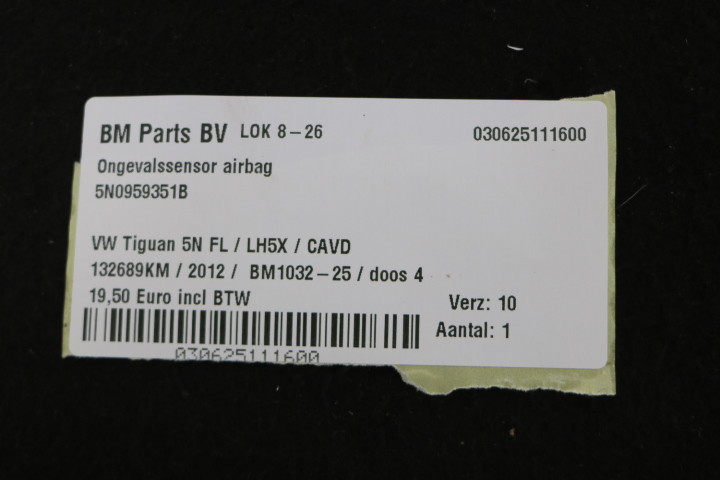 BM Parts BV LOK 8-26 030625111600
Ongevalssensor airbag
5N0959351B
VW Tiguan 5N FL / LH5X / CAVD
132689KM / 2012 / BM1032-25 / doos 4
19,50 Euro incl BTW
Verz: 10
Aantal: 1
030625111600